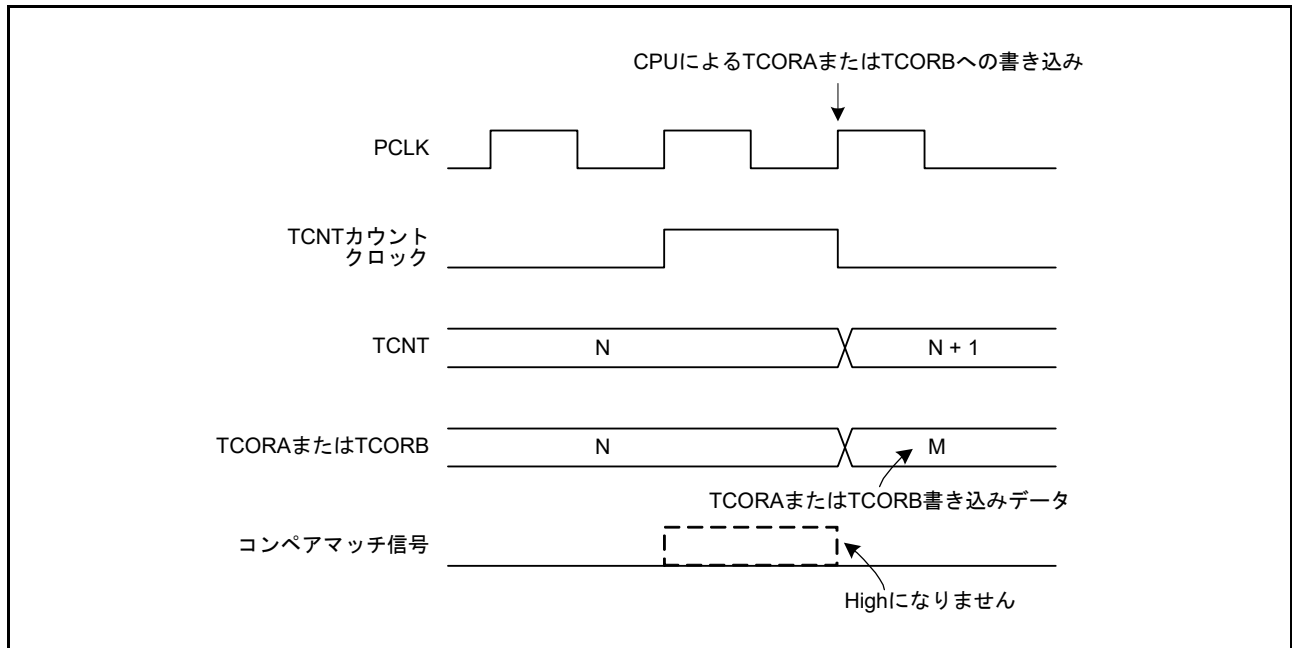 CPUによるTCORAまたはTCORBへの書き込み
PCLK
TCNTカウント
クロック
TCNT
N
N + 1
TCORAまたはTCORB
N
M
TCORAまたはTCORB書き込みデータ
コンペアマッチ信号
Highになりません